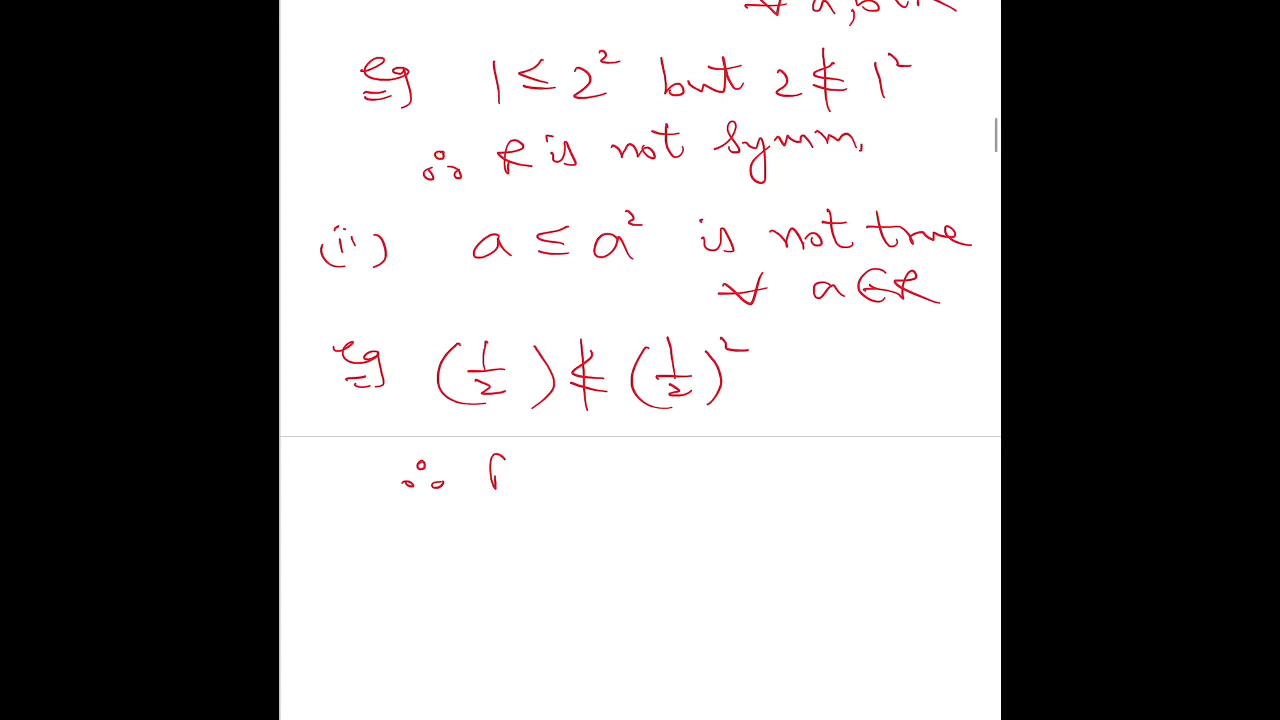 ∀ a, b ∈ R
eg 1 ≤ 2² but 2 ≰ 1²
∴ R is not symm,
(ii) a ≤ a² is not true
∀ a ∈ R
eg (1/2) ≰ (1/2)²
∴